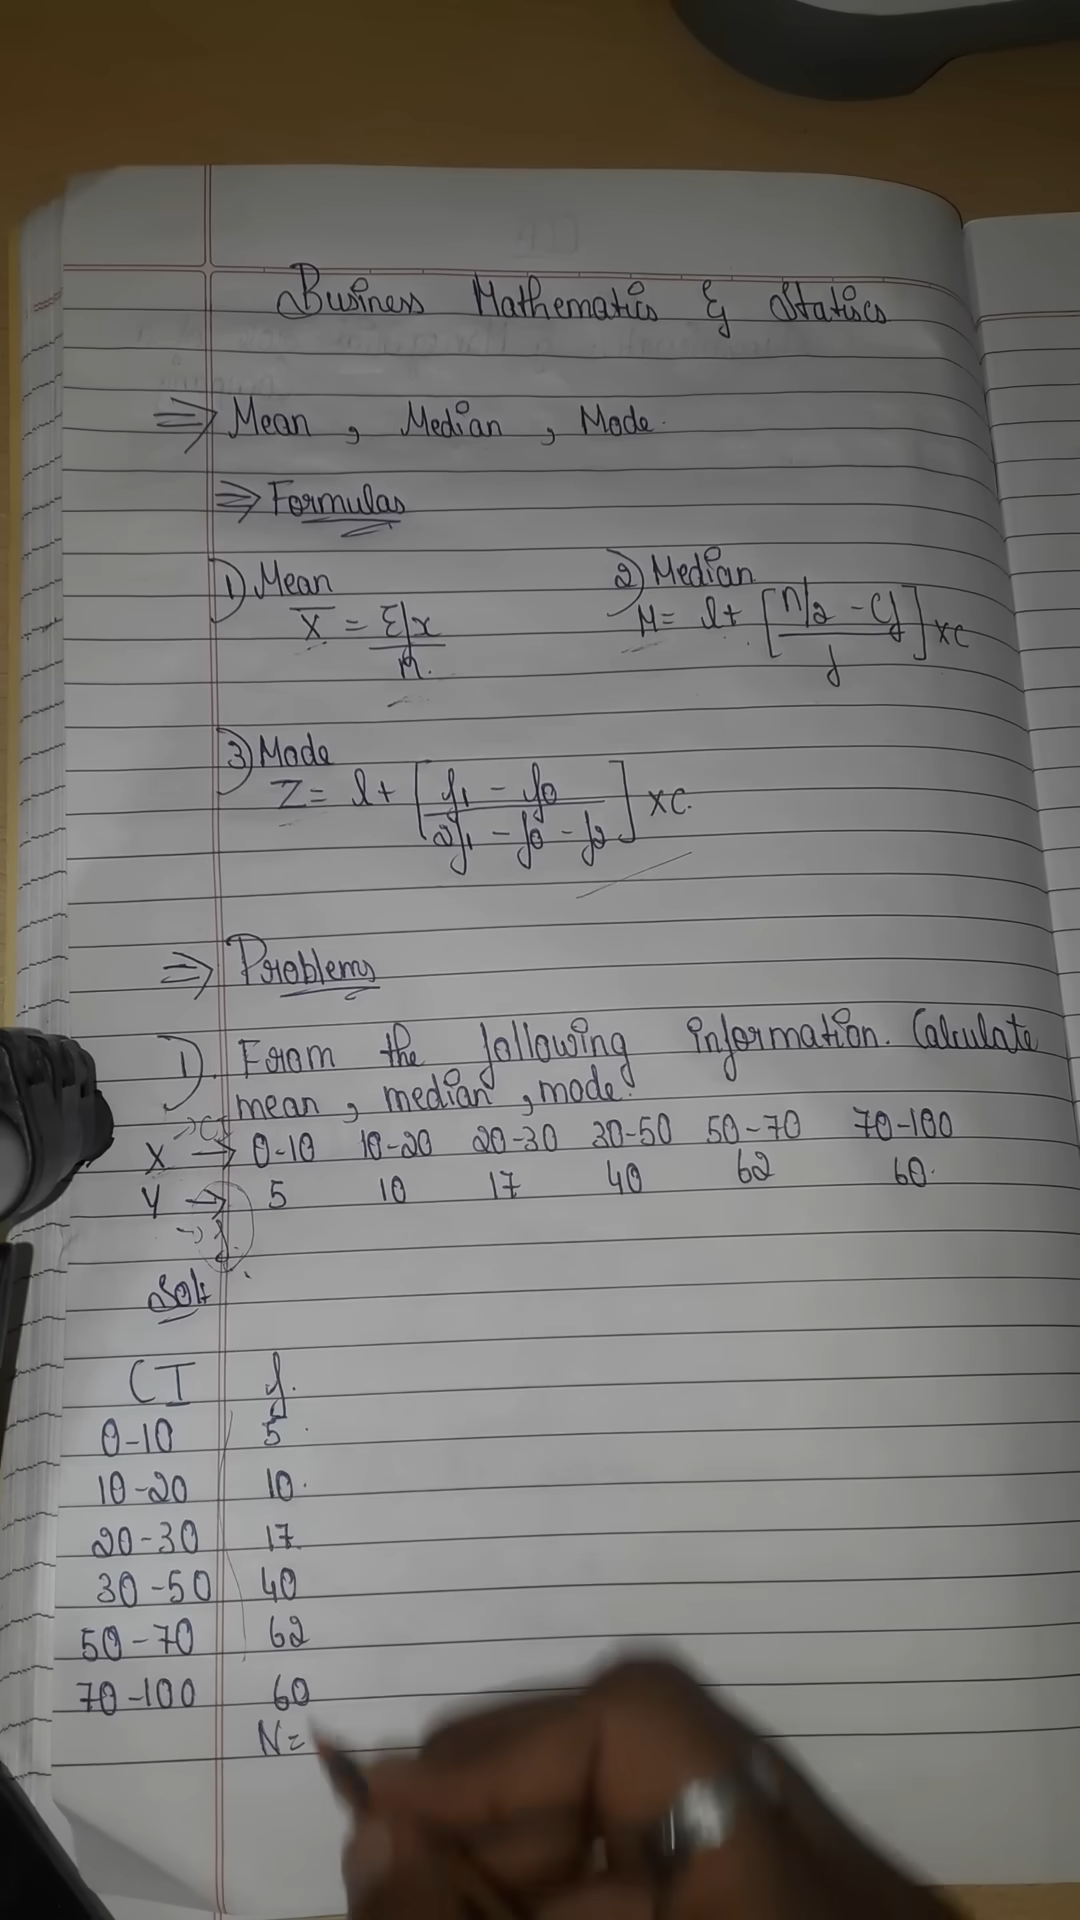 Business Mathematics & Statiscs
⇒ Mean, Median, Mode.
⇒ Formulas
1) Mean
X̄ = Σfx / n.
2) Median
M = l + [n/2 - Cf / f] × C
3) Mode
Z = l + [f1 - f0 / 2f1 - f0 - f2] × C.
⇒ Problems
1). From the following information. Calculate
mean, median, mode.
→ CI
X → 0-10 10-20 20-30 30-50 50-70 70-100
Y → 5 10 17 40 62 60.
→ f.
Sol:
CI f.
0-10 5
10-20 10.
20-30 17
30-50 40
50-70 62
70-100 60
N=